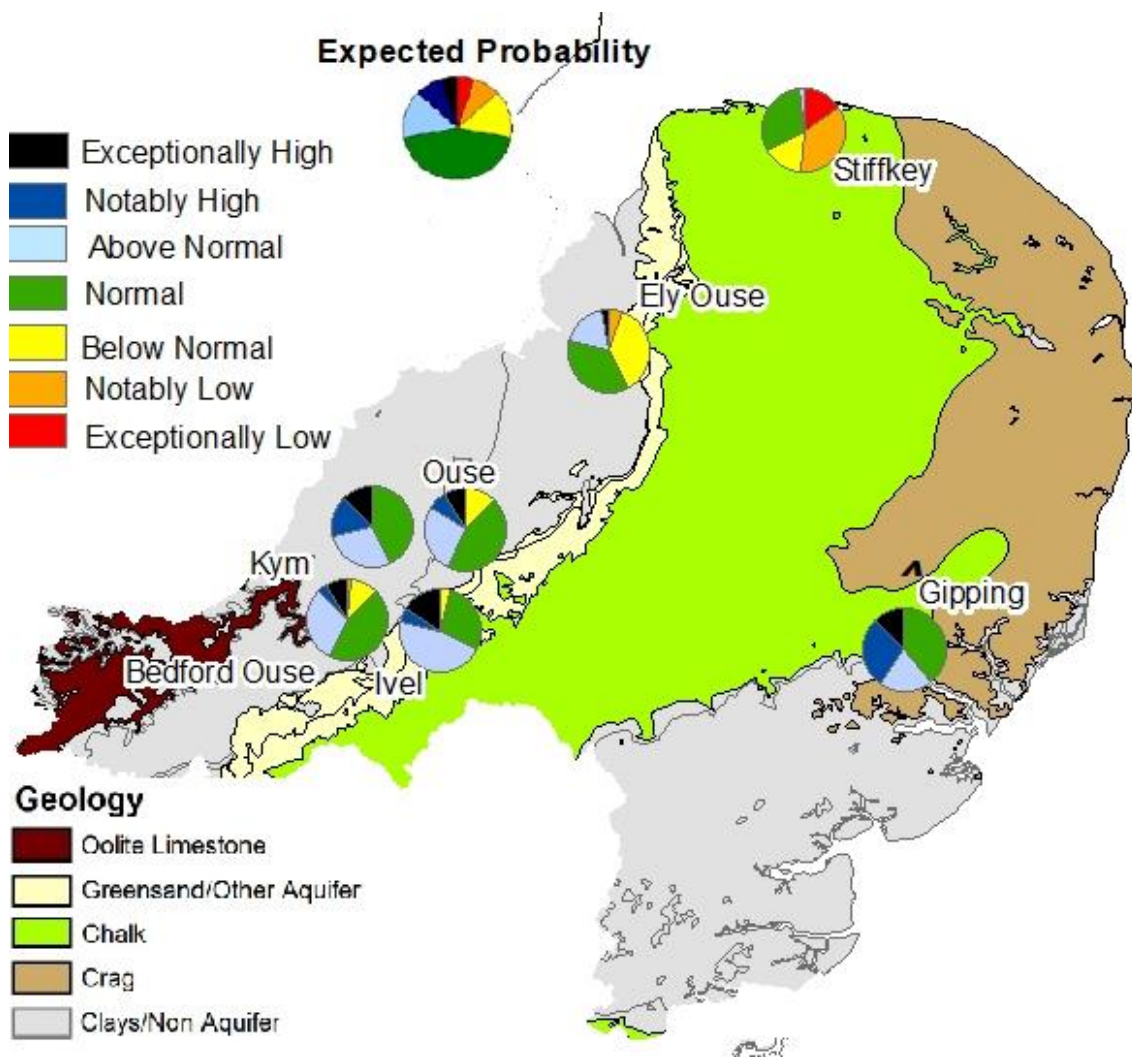 Expected Probability
Exceptionally High
Notably High
Above Normal
Normal
Below Normal
Notably Low
Exceptionally Low
Stiffkey
Ely Ouse
Ouse
Kym
Gipping
Bedford Ouse
Ivel
Geology
Oolite Limestone
Greensand/Other Aquifer
Chalk
Crag
Clays/Non Aquifer